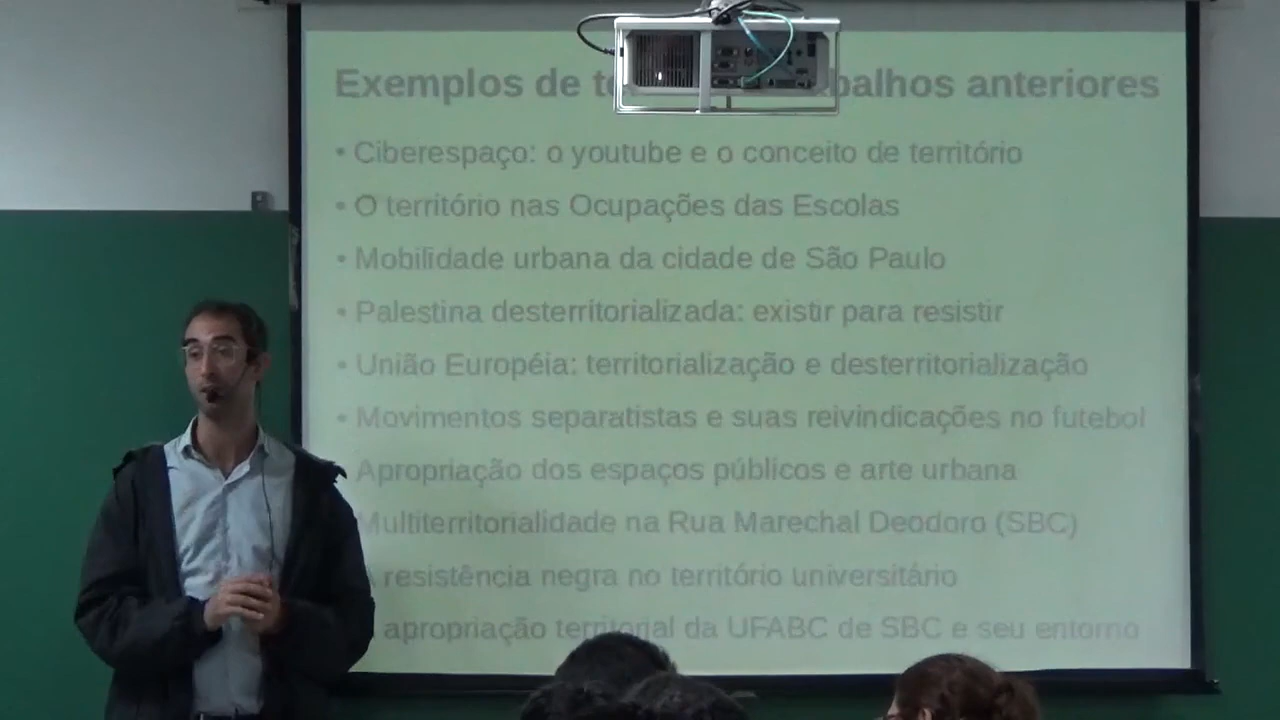 Exemplos de balhos anteriores
• Ciberespaço: o youtube e o conceito de território
• O território nas Ocupações das Escolas
• Mobilidade urbana da cidade de São Paulo
• Palestina desterritorializada: existir para resistir
• União Européia: territorialização e desterritorialização
• Movimentos separatistas e suas reivindicações no futebol
Apropriação dos espaços públicos e arte urbana
Multiterritorialidade na Rua Marechal Deodoro (SBC)
resistência negra no território universitário
apropriação territorial da UFABC de SBC e seu entorno